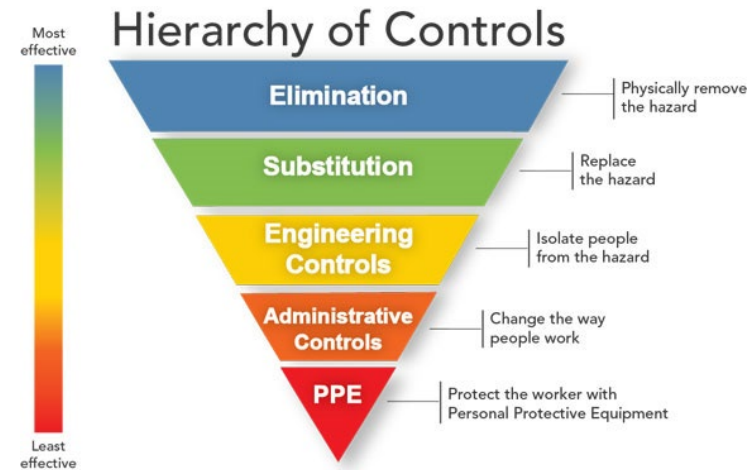 Hierarchy of Controls
Most
effective
Elimination
Physically remove
the hazard
Substitution
Replace
the hazard
Engineering
Controls
Isolate people
from the hazard
Administrative
Controls
Change the way
people work
PPE
Protect the worker with
Personal Protective Equipment
Least
effective